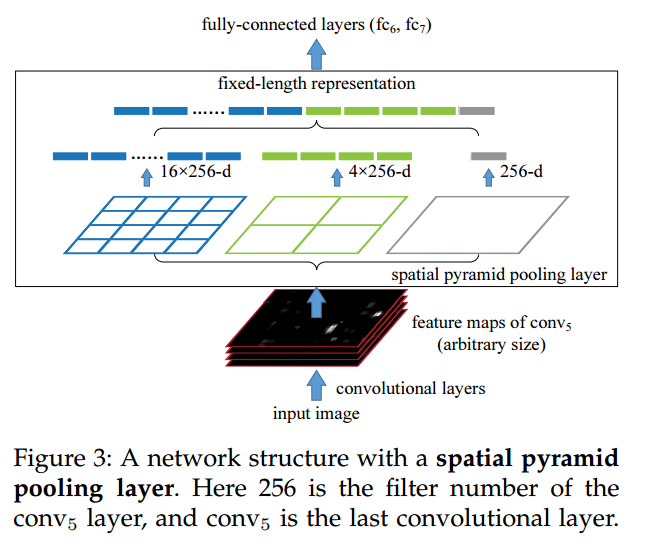 fully-connected layers (fc₆, fc₇)
fixed-length representation
......
......
16×256-d
4×256-d
256-d
spatial pyramid pooling layer
feature maps of conv₅
(arbitrary size)
convolutional layers
input image
Figure 3: A network structure with a spatial pyramid
pooling layer. Here 256 is the filter number of the
conv₅ layer, and conv₅ is the last convolutional layer.